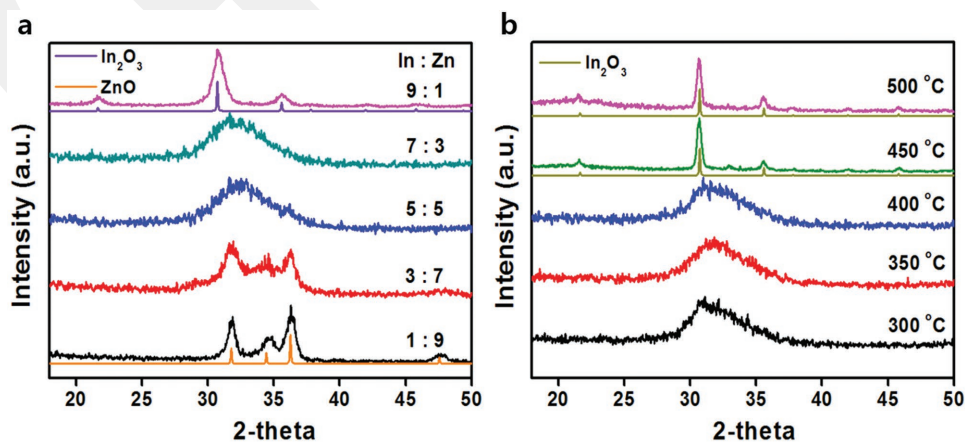 a
Intensity (a.u.)
In₂O₃
ZnO
In : Zn
9 : 1
7 : 3
5 : 5
3 : 7
1 : 9
20 25 30 35 40 45 50
2-theta
b
Intensity (a.u.)
In₂O₃
500 °C
450 °C
400 °C
350 °C
300 °C
20 25 30 35 40 45 50
2-theta